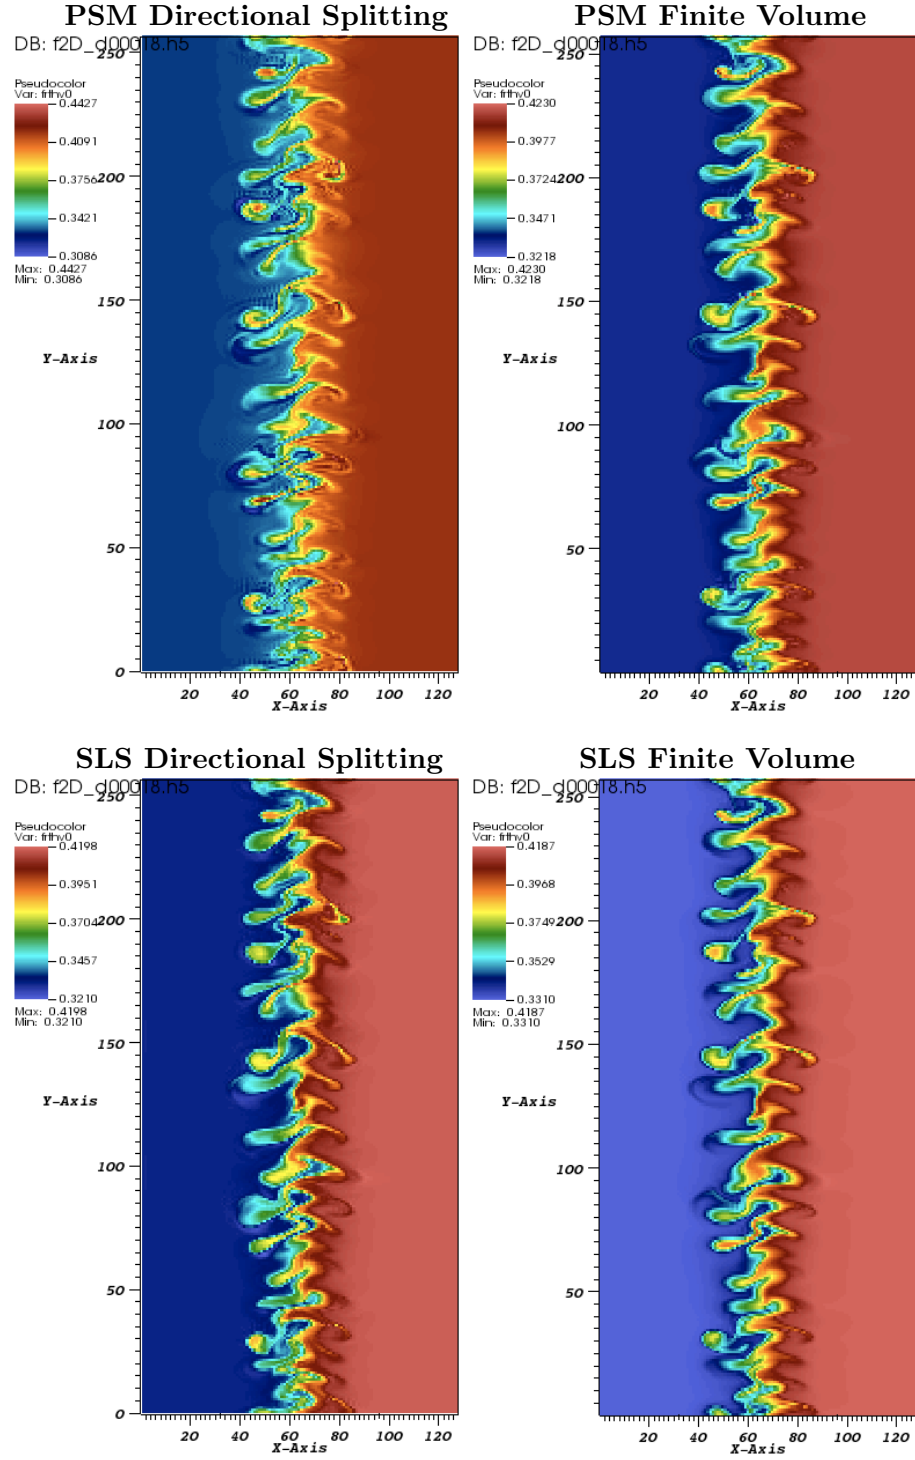 PSM Directional Splitting
DB: f2D_d00018.h5
Pseudocolor
Var: frthv0
0.4427
0.4091
0.3756
0.3421
0.3086
Max: 0.4427
Min: 0.3086
250
200
150
100
50
0
Y-Axis
20 40 60 80 100 120
X-Axis
PSM Finite Volume
DB: f2D_d00018.h5
Pseudocolor
Var: frthv0
0.4230
0.3977
0.3724
0.3471
0.3218
Max: 0.4230
Min: 0.3218
250
200
150
100
50
0
Y-Axis
20 40 60 80 100 120
X-Axis
SLS Directional Splitting
DB: f2D_d00018.h5
Pseudocolor
Var: frthv0
0.4198
0.3951
0.3704
0.3457
0.3210
Max: 0.4198
Min: 0.3210
250
200
150
100
50
0
Y-Axis
20 40 60 80 100 120
X-Axis
SLS Finite Volume
DB: f2D_d00018.h5
Pseudocolor
Var: frthv0
0.4187
0.3968
0.3749
0.3529
0.3310
Max: 0.4187
Min: 0.3310
250
200
150
100
50
0
Y-Axis
20 40 60 80 100 120
X-Axis